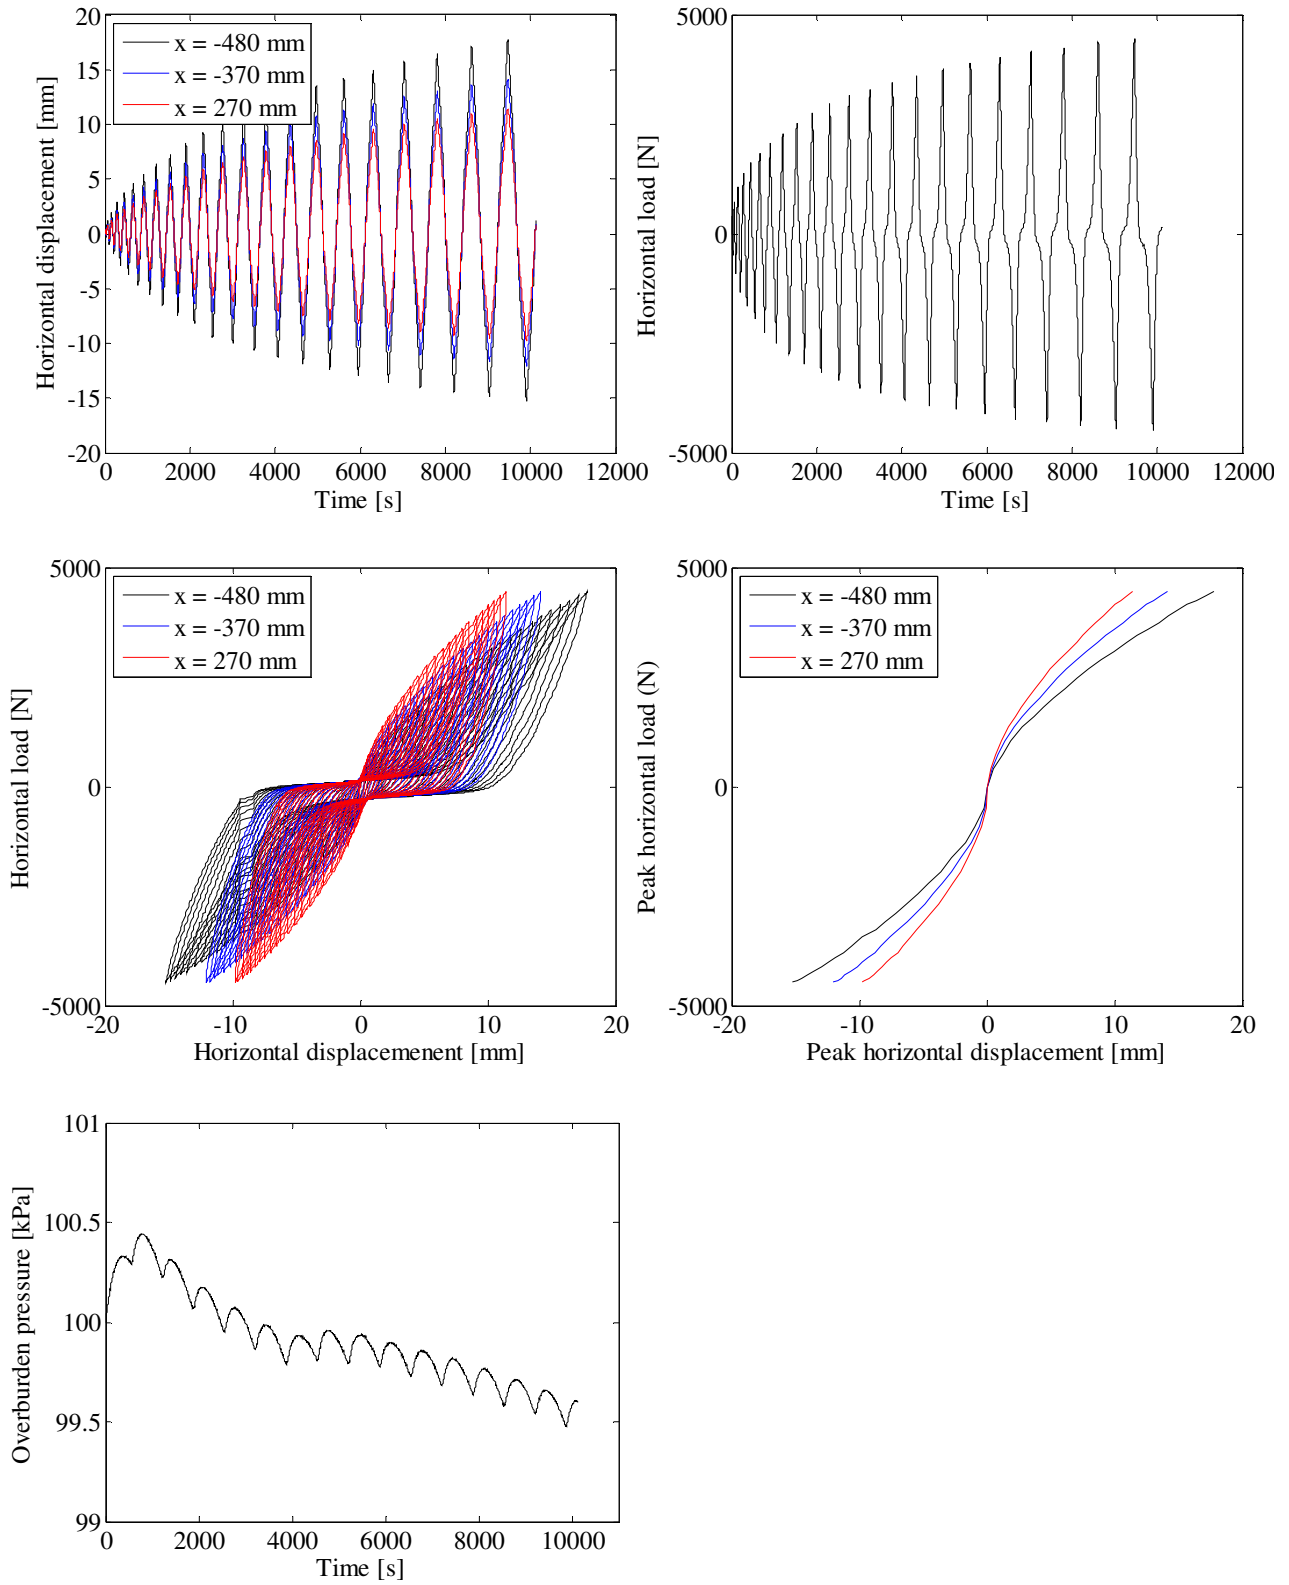 20
15
10
5
0
-5
-10
-15
-20
Horizontal displacement [mm]
x = -480 mm
x = -370 mm
x = 270 mm
0 2000 4000 6000 8000 10000 12000
Time [s]
5000
0
-5000
Horizontal load [N]
0 2000 4000 6000 8000 10000 12000
Time [s]
5000
0
-5000
Horizontal load [N]
x = -480 mm
x = -370 mm
x = 270 mm
-20 -10 0 10 20
Horizontal displacemenent [mm]
5000
0
-5000
Peak horizontal load (N)
x = -480 mm
x = -370 mm
x = 270 mm
-20 -10 0 10 20
Peak horizontal displacement [mm]
101
100.5
100
99.5
99
Overburden pressure [kPa]
0 2000 4000 6000 8000 10000
Time [s]